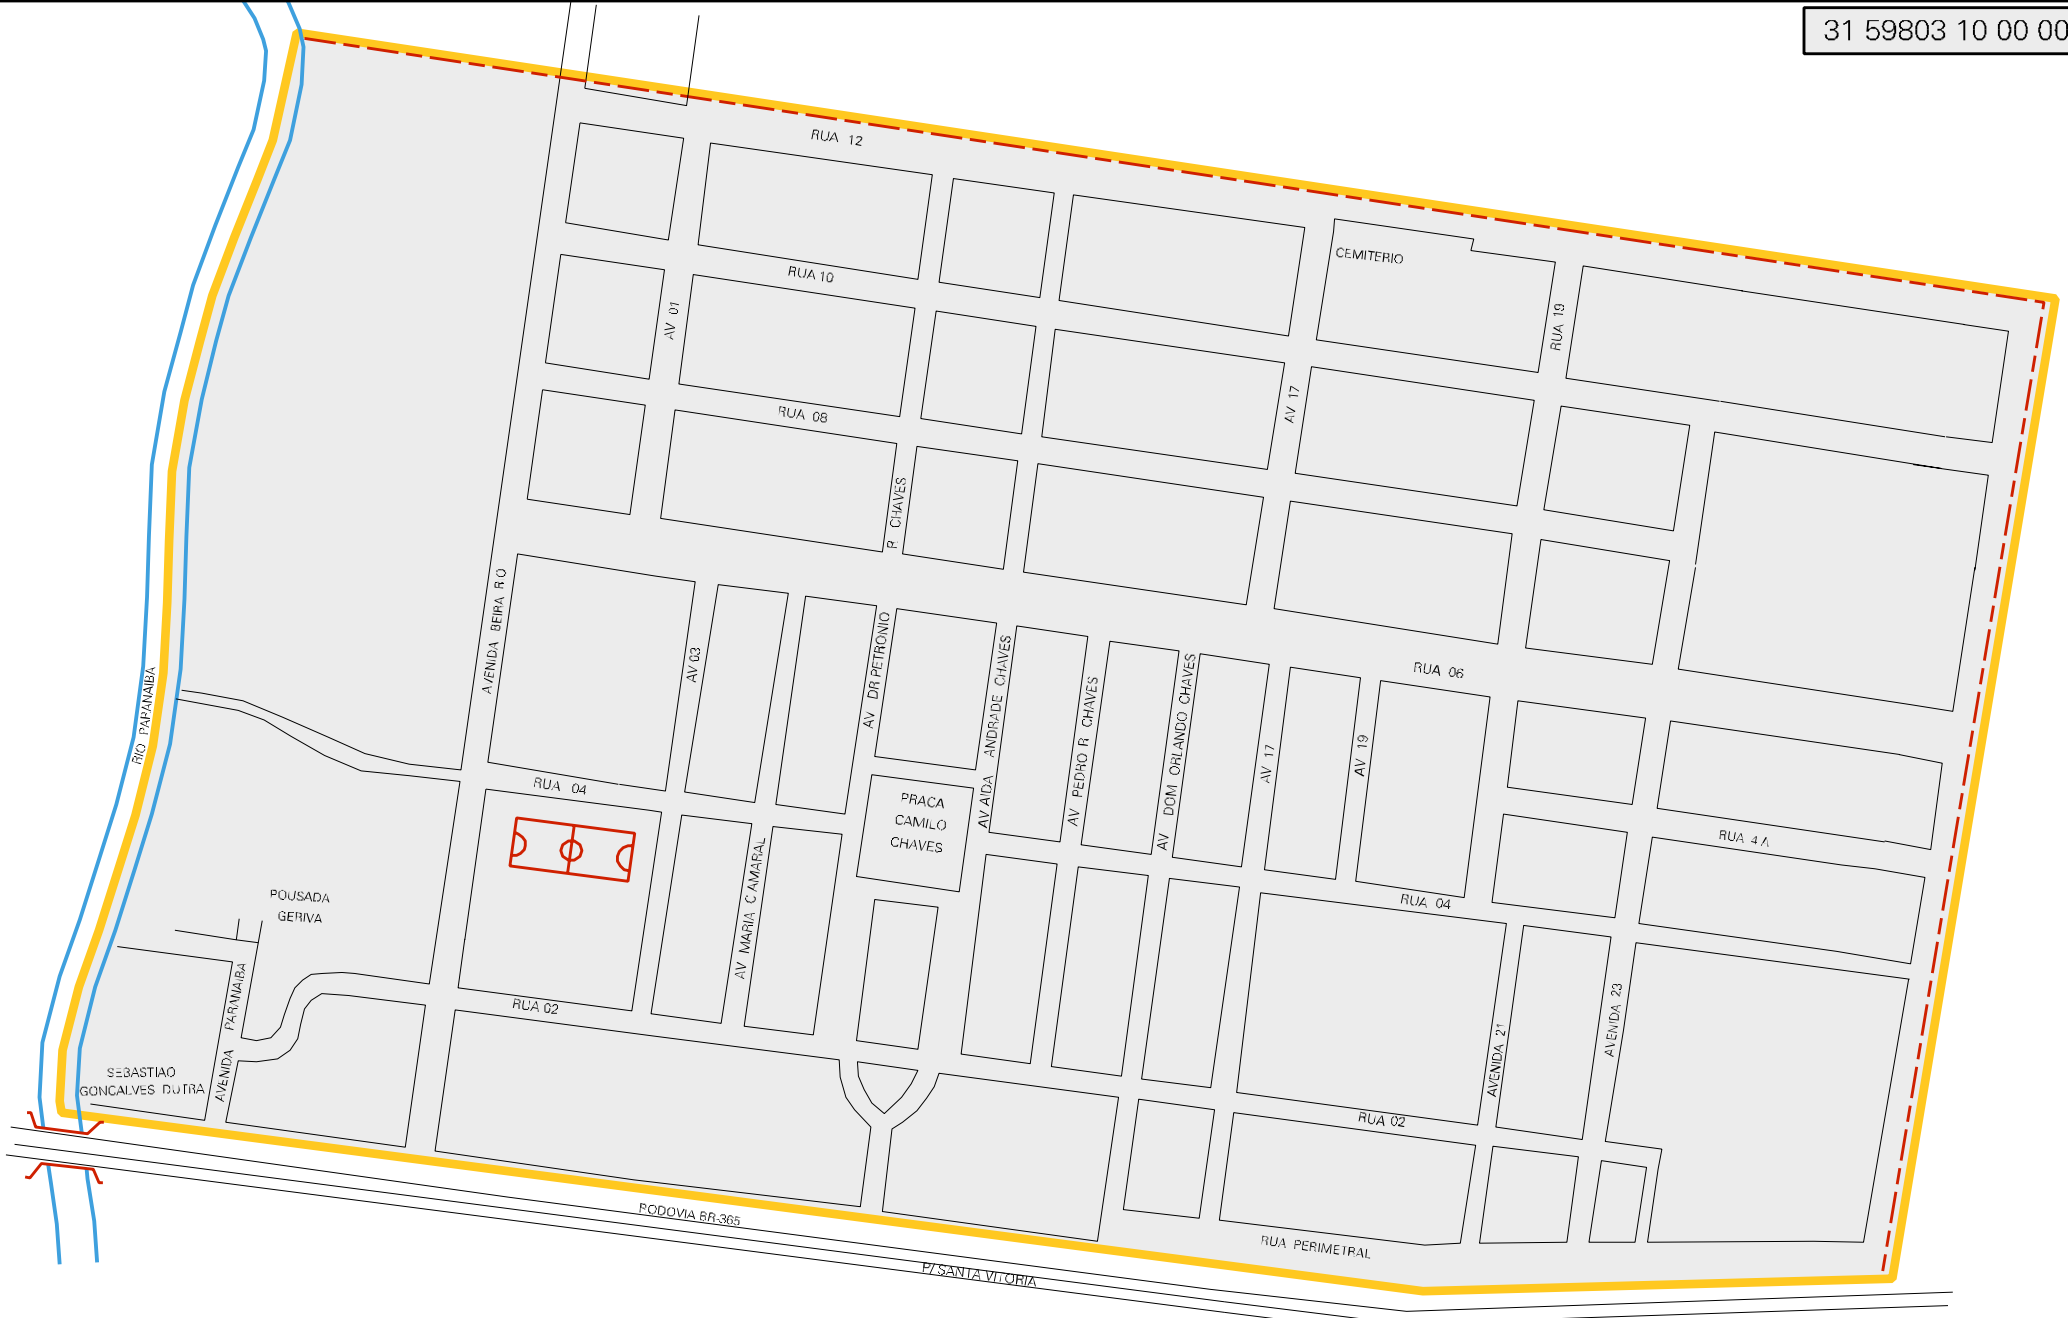 31 59803 10 00 00
RUA 12
CEMITERIO
RUA 10
AV 01
RUA 19
RUA 08
AV 17
R CHAVES
AVENIDA BEIRA R O
AV 03
AV DR PETRONIO
AV AIDA ANDRADE CHAVES
AV PEDRO R CHAVES
AV DOM ORLANDO CHAVES
RUA 06
AV 17
AV 19
RIO PARANAIBA
RUA 04
PRACA
CAMILO
CHAVES
RUA 4 A
AV MARIA C AMARAL
POUSADA
GERIVA
RUA 04
AVENIDA PARANAIBA
RUA 02
AVENIDA 21
AVENIDA 23
SEBASTIAO
GONCALVES DUTRA
RUA 02
RODOVIA BR-365
RUA PERIMETRAL
P/ SANTA VITORIA